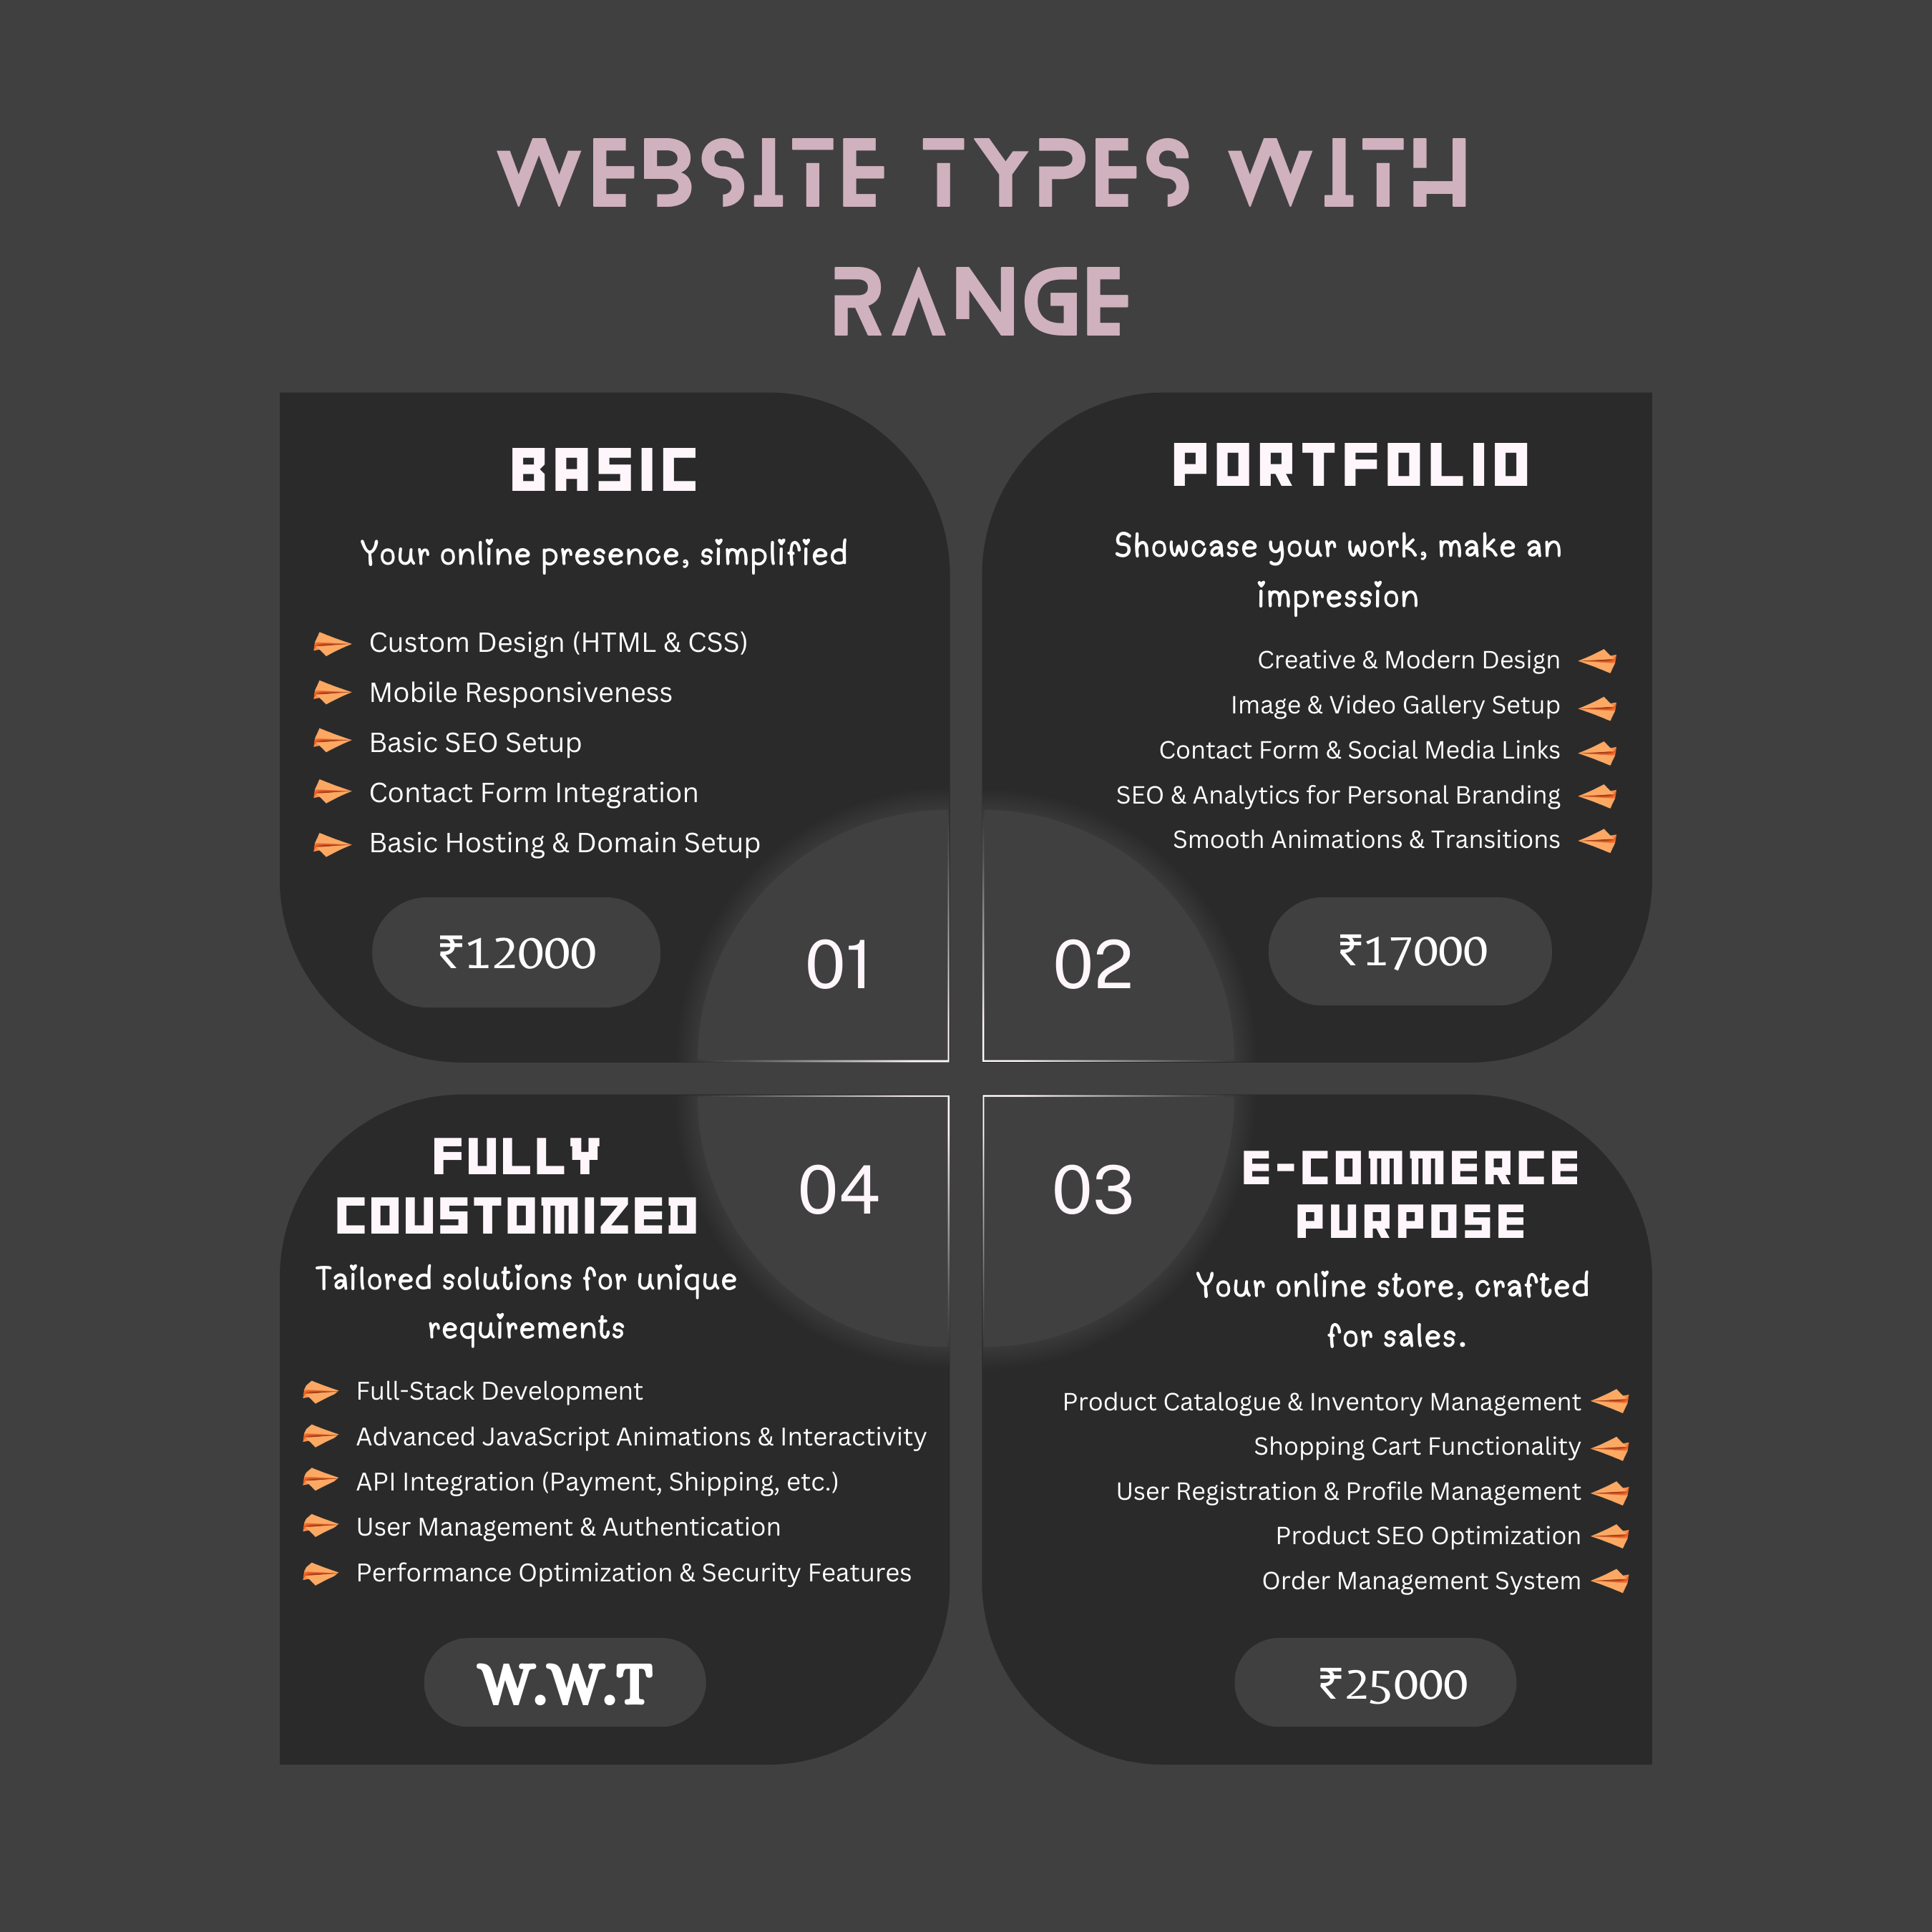 WEBSITE TYPES WITH
RANGE
BASIC
Your online presence, simplified
Custom Design (HTML & CSS)
Mobile Responsiveness
Basic SEO Setup
Contact Form Integration
Basic Hosting & Domain Setup
₹12000
01
PORTFOLIO
Showcase your work, make an
impression
Creative & Modern Design
Image & Video Gallery Setup
Contact Form & Social Media Links
SEO & Analytics for Personal Branding
Smooth Animations & Transitions
₹17000
02
FULLY
COUSTOMIZED
Tailored solutions for unique
requirements
Full-Stack Development
Advanced JavaScript Animations & Interactivity
API Integration (Payment, Shipping, etc.)
User Management & Authentication
Performance Optimization & Security Features
W.W.T
04
03
E-COMMERCE
PURPOSE
Your online store, crafted
for sales.
Product Catalogue & Inventory Management
Shopping Cart Functionality
User Registration & Profile Management
Product SEO Optimization
Order Management System
₹25000